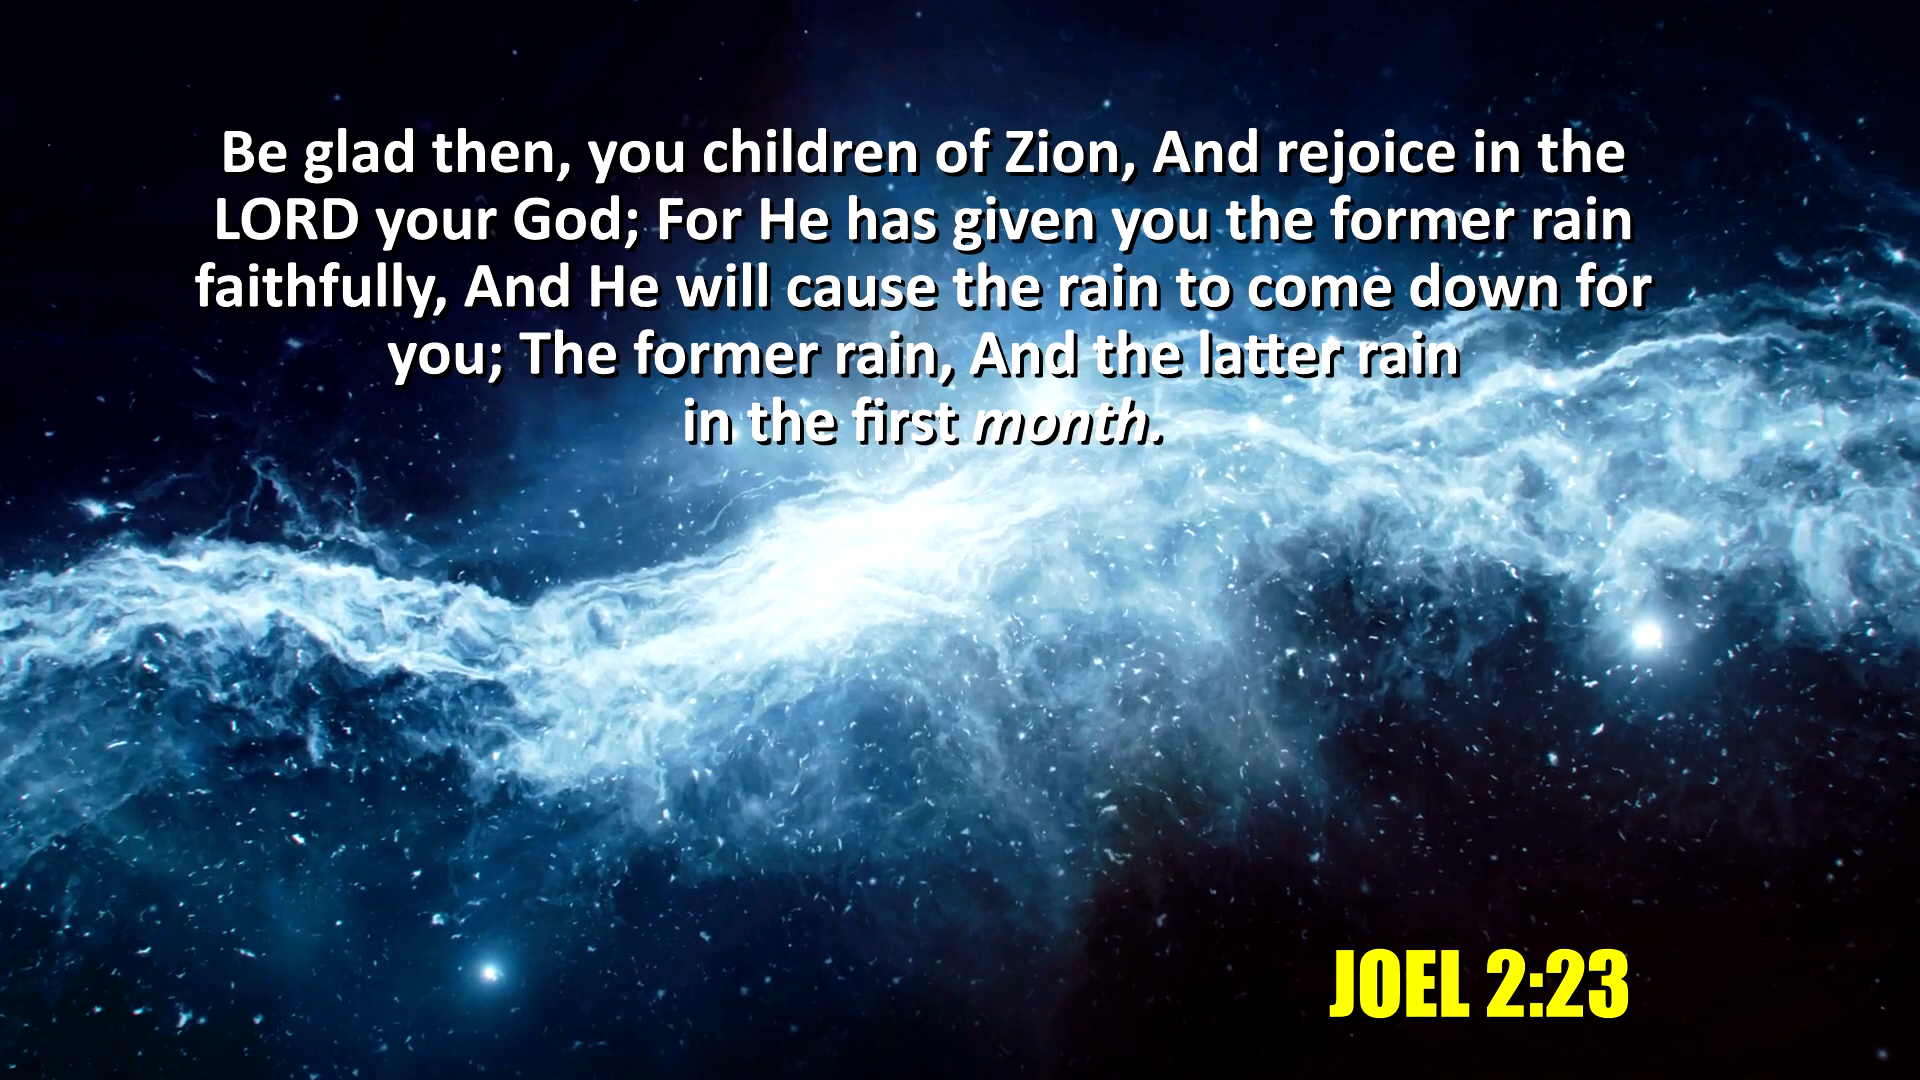 Be glad then, you children of Zion, And rejoice in the
LORD your God; For He has given you the former rain
faithfully, And He will cause the rain to come down for
you; The former rain, And the latter rain
in the first month.
JOEL 2:23